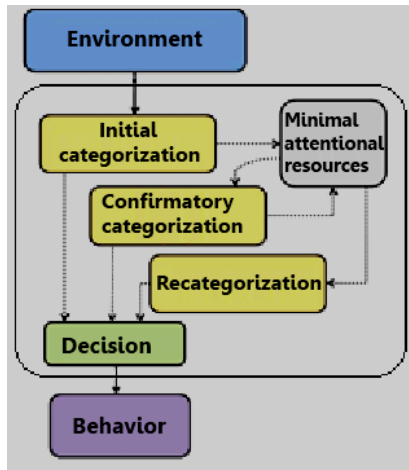 Environment
Initial
categorization
Minimal
attentional
resources
Confirmatory
categorization
Recategorization
Decision
Behavior